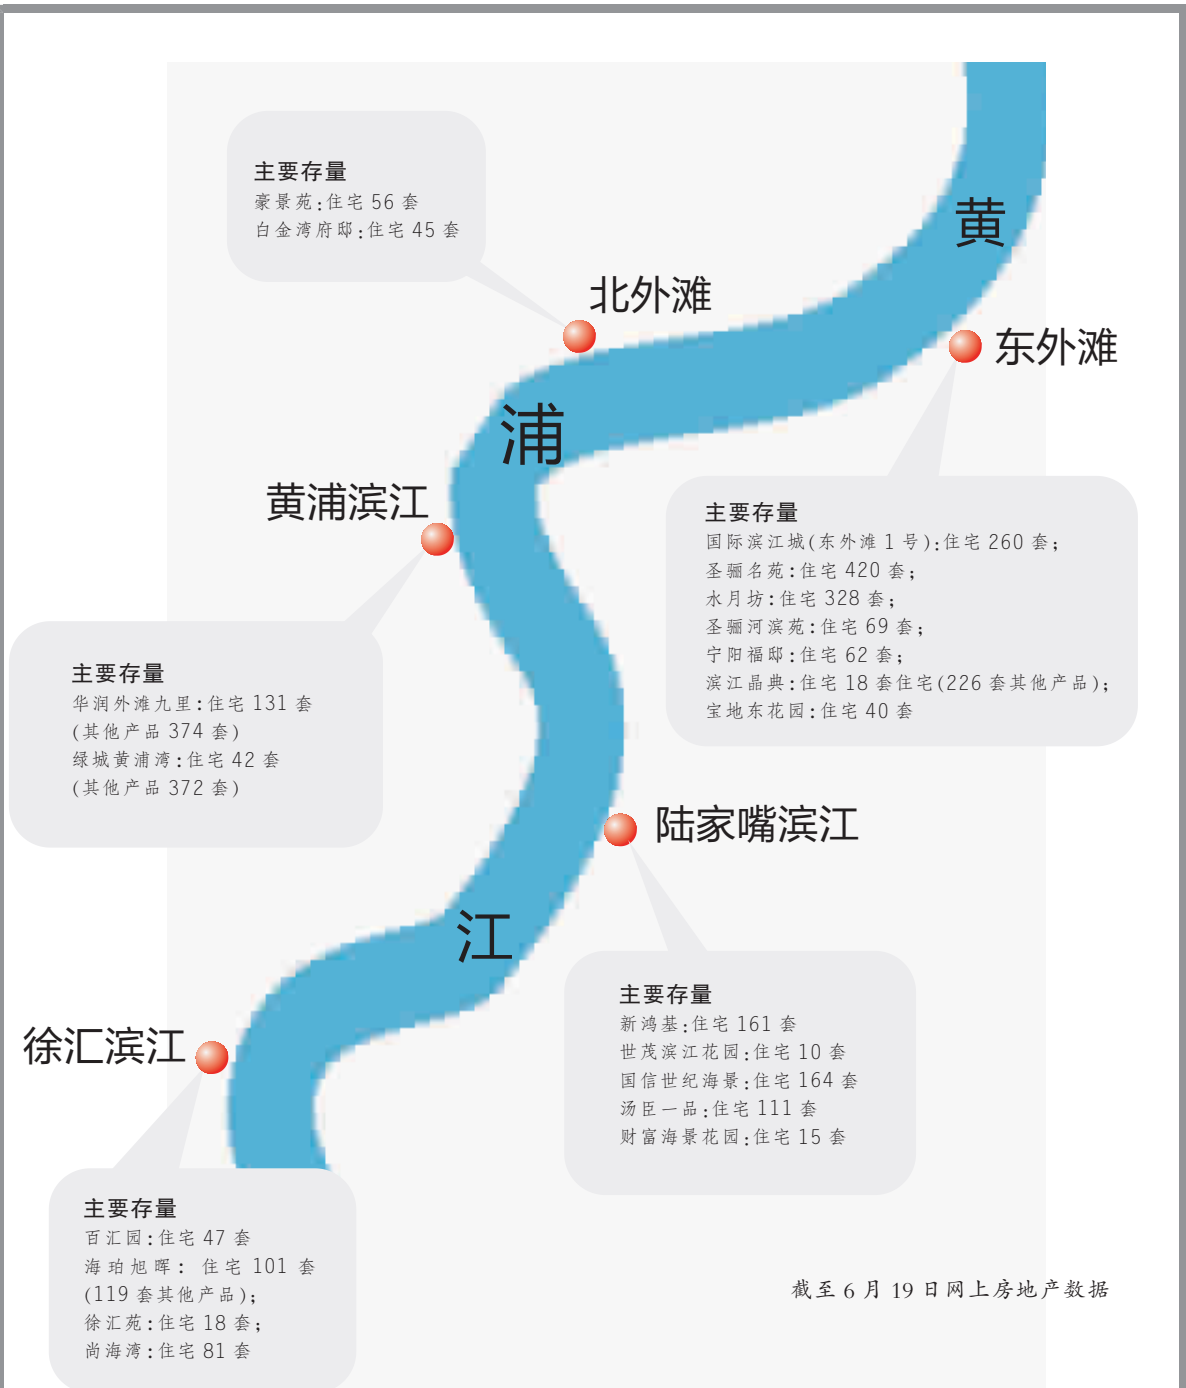 主要存量
豪景苑:住宅 56 套
白金湾府邸:住宅 45 套
北外滩
黄
东外滩
浦
黄浦滨江
主要存量
国际滨江城(东外滩 1 号):住宅 260 套;
圣骊名苑:住宅 420 套;
水月坊:住宅 328 套;
圣骊河滨苑:住宅 69 套;
宁阳福邸:住宅 62 套;
滨江晶典:住宅 18 套住宅(226 套其他产品);
宝地东花园:住宅 40 套
主要存量
华润外滩九里:住宅 131 套
(其他产品 374 套)
绿城黄浦湾:住宅 42 套
(其他产品 372 套)
陆家嘴滨江
江
主要存量
新鸿基:住宅 161 套
世茂滨江花园:住宅 10 套
国信世纪海景:住宅 164 套
汤臣一品:住宅 111 套
财富海景花园:住宅 15 套
徐汇滨江
主要存量
百汇园:住宅 47 套
海珀旭晖: 住宅 101 套
(119 套其他产品);
徐汇苑:住宅 18 套;
尚海湾:住宅 81 套
截至 6 月 19 日网上房地产数据